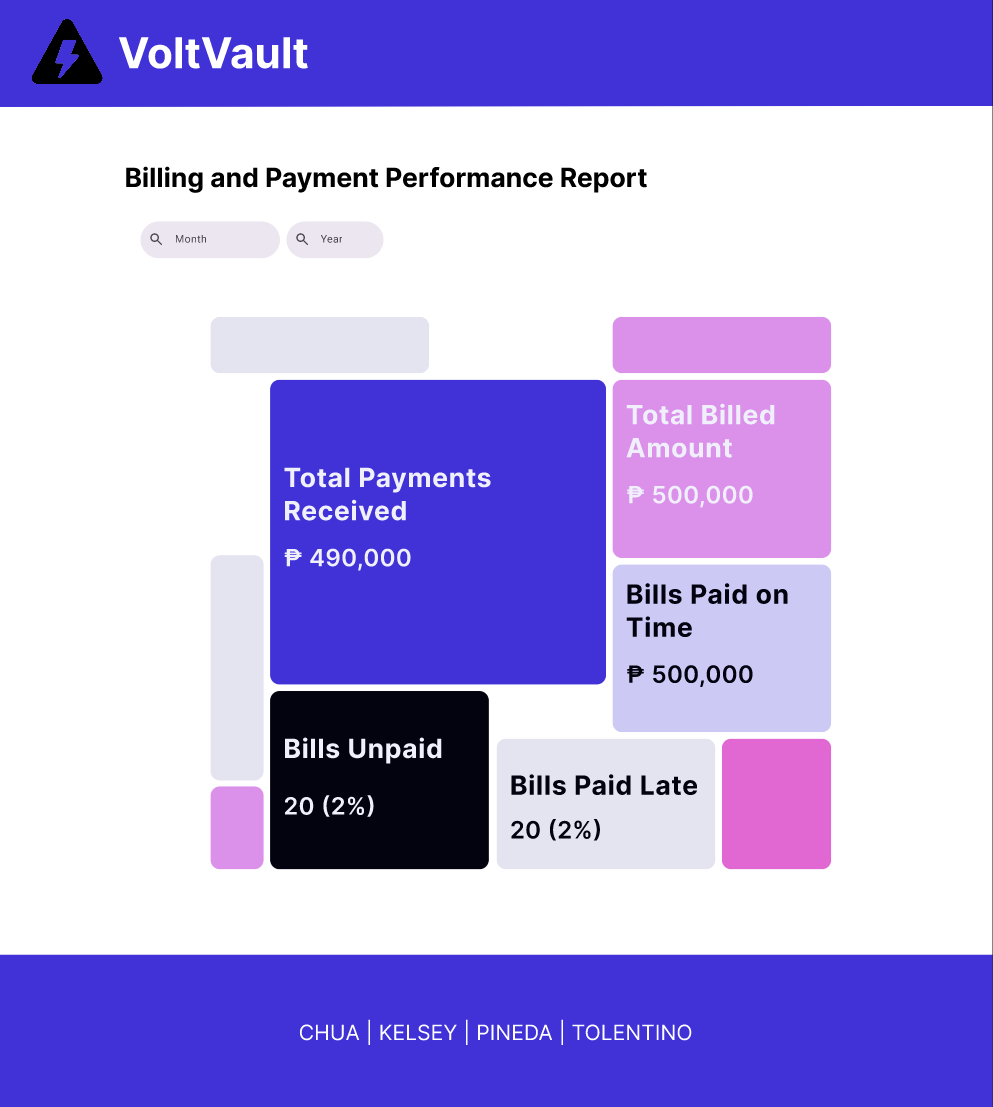 VoltVault
Billing and Payment Performance Report
Month
Year
Total Payments
Received
₱ 490,000
Total Billed
Amount
₱ 500,000
Bills Paid on
Time
₱ 500,000
Bills Unpaid
20 (2%)
Bills Paid Late
20 (2%)
CHUA | KELSEY | PINEDA | TOLENTINO